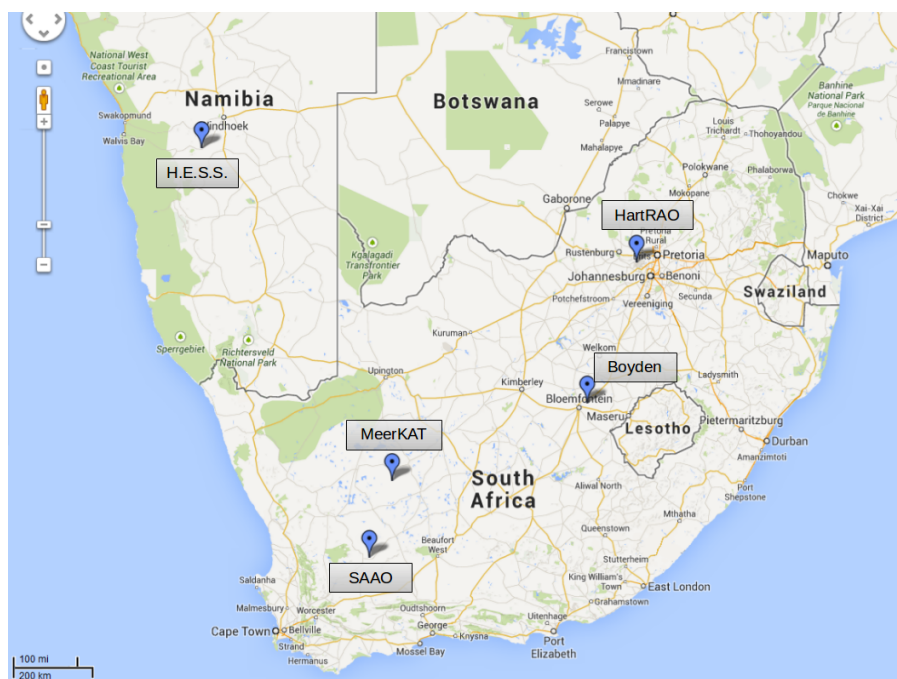 Francistown
National West
Coast Tourist
Recreational Area
Mmadinare
Banhine
National Park
Parque Nacional
de Banhine
Namibia
Botswana
Serowe
Palapye
Swakopmund
Walvis Bay
indhoek
Louis
Trichardt
Thohoyandou
Mahalapye
H.E.S.S.
Polokwane
Phalaborwa
Mokopane
Gaborone
Chokwe
Xai-Xai
District
HartRAO
Pretoria
Rural
Kgalagadi
Transfrontier
Park
Rustenburg
Pretoria
Maputo
Johannesburg
Benoni
Potchefstroom
Secunda
Vereeniging
Swaziland
Sperrgebiet
Richtersveld
National Park
Kuruman
Welkom
Upington
Kimberley
Boyden
Ladysmith
Bloemfontein
Maseru
Lesotho
Pietermaritzburg
MeerKAT
Durban
Amanzimtoti
South
Africa
Aliwal North
Port
Shepstone
Mthatha
Queenstown
Beaufort
West
SAAO
Stutterheim
Saldanha
King William's
Town
East London
Malmesbury
Worcester
Oudtshoorn
Grahamstown
Uitenhage
Cape Town
Bellville
George
Knysna
Strand
Mossel Bay
Port
Elizabeth
Hermanus
100 mi
200 km